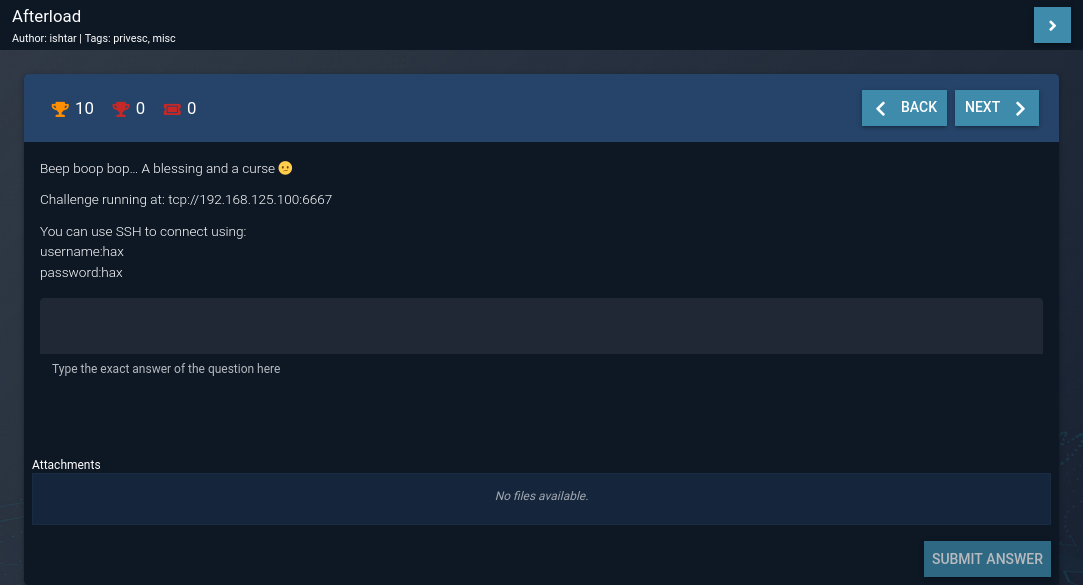 Afterload
Author: ishtar | Tags: privesc, misc
10 0 0
BACK NEXT
Beep boop bop... A blessing and a curse 😕
Challenge running at: tcp://192.168.125.100:6667
You can use SSH to connect using:
username:hax
password:hax
Type the exact answer of the question here
Attachments
No files available.
SUBMIT ANSWER